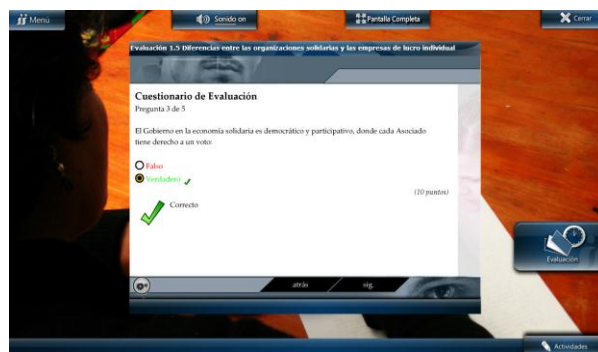 Menú
Sonido on
Pantalla Completa
Cerrar
Evaluación 1.5 Diferencias entre las organizaciones solidarias y las empresas de lucro individual
Cuestionario de Evaluación
Pregunta 3 de 5
El Gobierno en la economía solidaria es democrático y participativo, donde cada Asociado
tiene derecho a un voto:
Falso
Verdadero
(10 puntos)
Correcto
Evaluación
atrás
sig.
Actividades